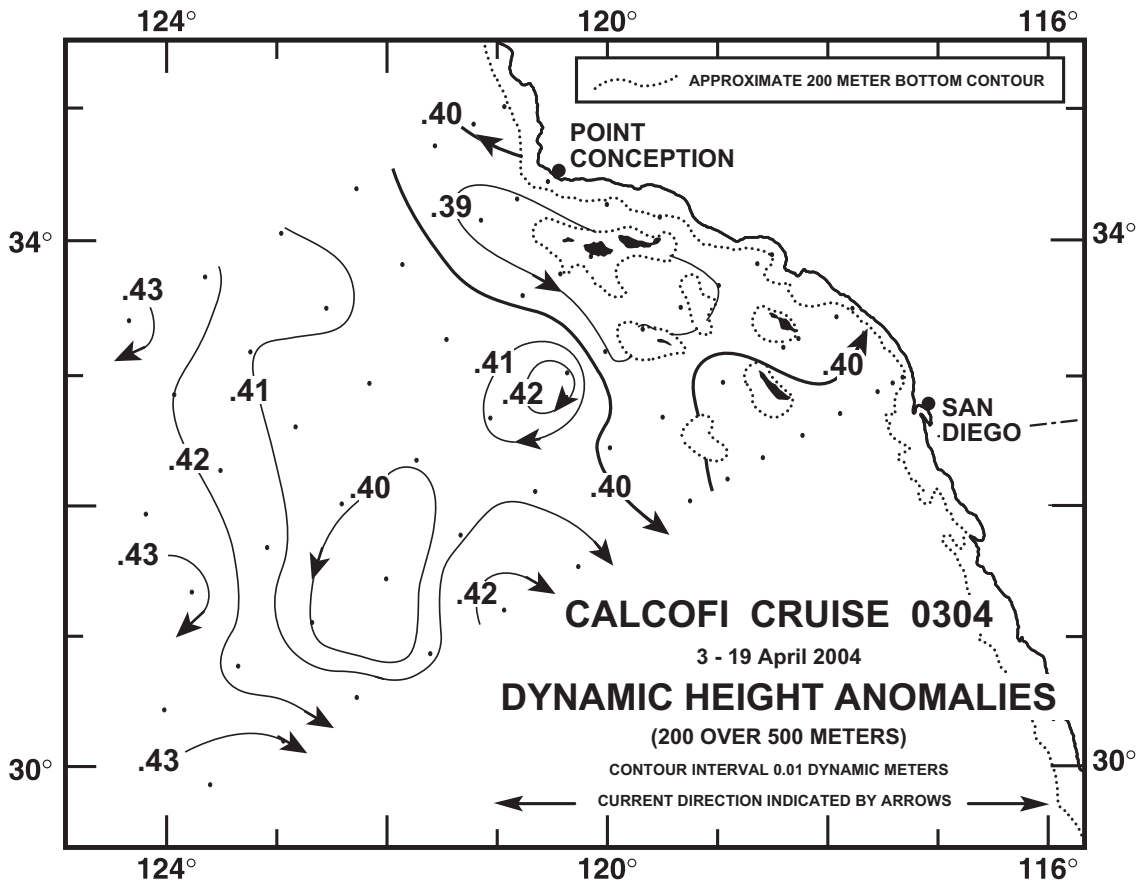 124° 120° 116°
APPROXIMATE 200 METER BOTTOM CONTOUR
.40
POINT
CONCEPTION
.39
34° 34°
.43
.41
.41
.42
.40
SAN
DIEGO
.42
.40
.40
.43
.42
CALCOFI CRUISE 0304
3 - 19 April 2004
DYNAMIC HEIGHT ANOMALIES
(200 OVER 500 METERS)
.43
30° 30°
CONTOUR INTERVAL 0.01 DYNAMIC METERS
CURRENT DIRECTION INDICATED BY ARROWS
124° 120° 116°